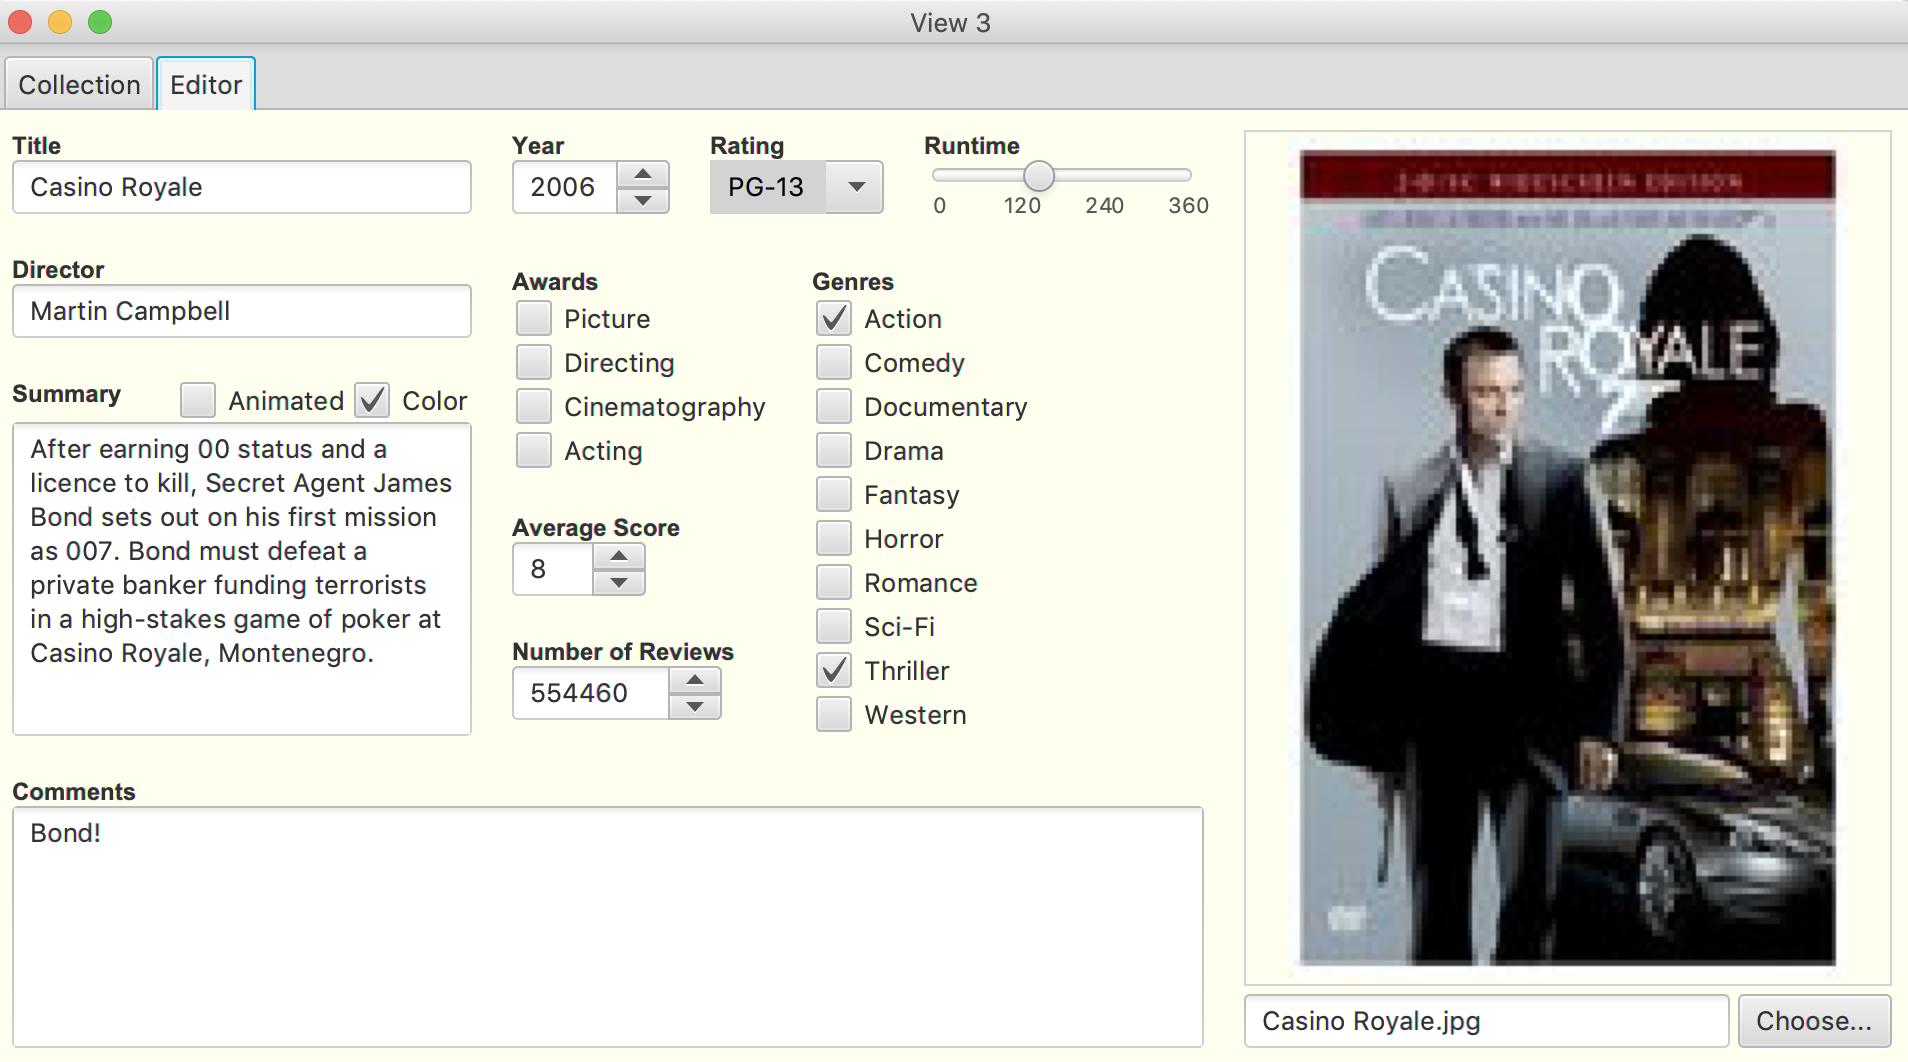 View 3
Collection Editor
Title
Casino Royale
Year
2006
Rating
PG-13
Runtime
0 120 240 360
Director
Martin Campbell
Summary
Animated Color
After earning 00 status and a
licence to kill, Secret Agent James
Bond sets out on his first mission
as 007. Bond must defeat a
private banker funding terrorists
in a high-stakes game of poker at
Casino Royale, Montenegro.
Awards
Picture
Directing
Cinematography
Acting
Average Score
8
Number of Reviews
554460
Genres
Action
Comedy
Documentary
Drama
Fantasy
Horror
Romance
Sci-Fi
Thriller
Western
Comments
Bond!
WIDESCREEN EDITION
CASINO
ROYALE
Casino Royale.jpg
Choose...